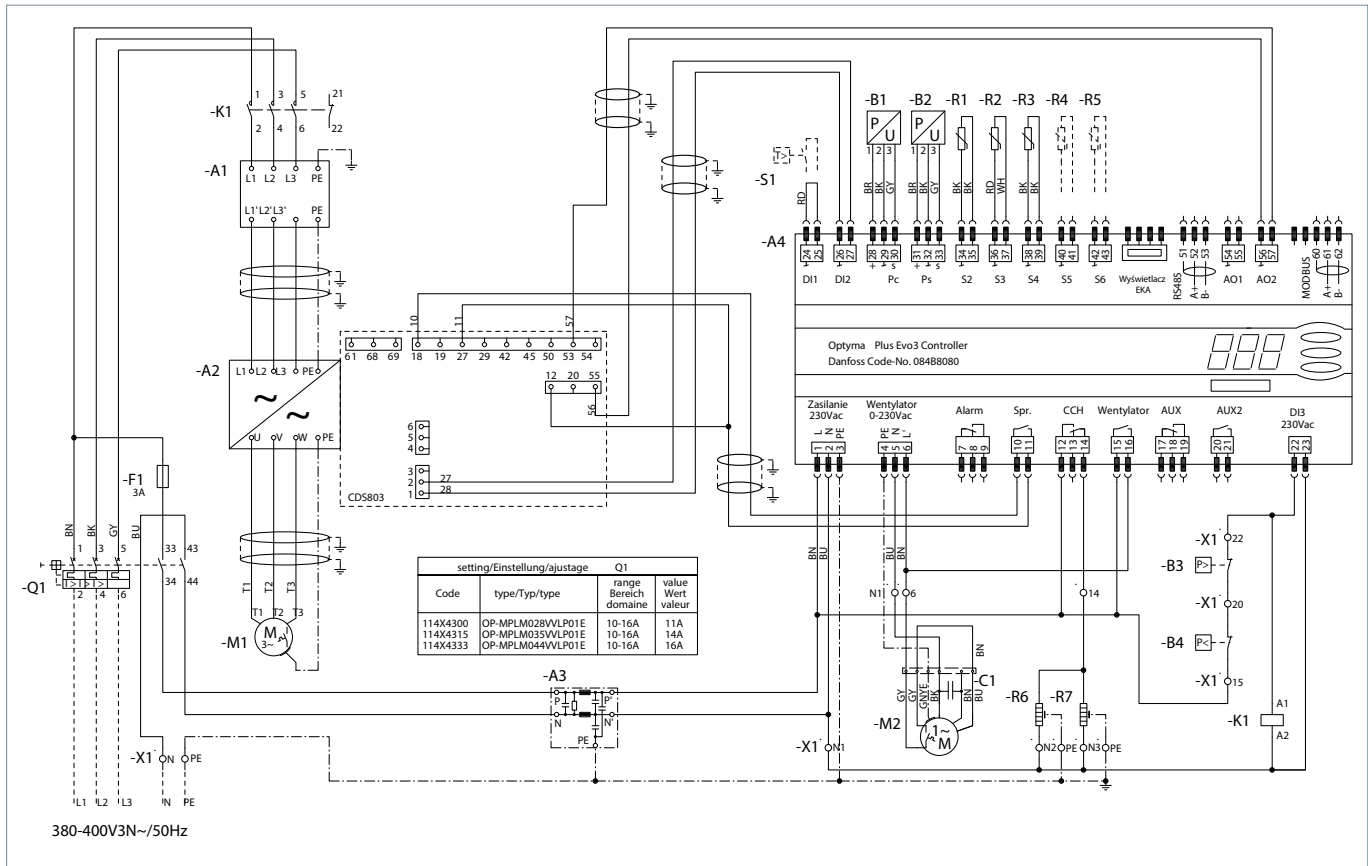 -K1
1 3 5 21
2 4 6 22
-A1
L1 L2 L3 PE
L1' L2' L3' PE
-A2
L1 L2 L3 PE
~
~
U V W PE
-F1
3A
BN BK GY BU
1 3 5 33 43
34 44
-Q1
I> I> I>
2 4 6
T1 T2 T3
T1 T2 T3
-M1
M
3~
-X1 N PE
L1 L2 L3 N PE
380-400V3N~/50Hz
10 11 57
61 68 69 18 19 27 29 42 45 50 53 54
12 20 55
56
6
5
4
3
2 27
1 28
CDS803
setting/Einstellung/ajustage Q1
Code type/Typ/type range Bereich domaine value Wert valeur
114X4300 OP-MPLM028VVLP01E 10-16A 11A
114X4315 OP-MPLM035VVLP01E 10-16A 14A
114X4333 OP-MPLM044VVLP01E 10-16A 16A
-A3
P P'
N N'
PE
-S1
T>
RD
-B1 -B2 -R1 -R2 -R3 -R4 -R5
P U P U
1 2 3 1 2 3
BR BK GY BR BK GY BK BK RD WH BK BK
-A4
24 25 26 27 28 29 30 31 32 33 34 35 36 37 38 39 40 41 42 43 51 52 53 54 55 56 57 60 61 62
+ - s + - s
DI1 DI2 Pc Ps S2 S3 S4 S5 S6 Wyświetlacz EKA RS485 A+ B- AO1 AO2 MODBUS A+ B-
Optyma Plus Evo3 Controller
Danfoss Code-No. 084B8080
Zasilanie 230Vac
Wentylator 0-230Vac
Alarm Spr. CCH Wentylator AUX AUX2
DI3 230Vac
L N PE PE N L'
1 2 3 4 5 6 7 8 9 10 11 12 13 14 15 16 17 18 19 20 21 22 23
BN BU BU BN
N1 6 14
-X1 22
-B3 P>
-X1 20
-B4 P<
-X1 15
-K1 A1
A2
BN
-C1
GY GY GNYE BK BN BU
-M2
1~
M
-X1 N1
-R6 -R7
N2 PE N3 PE